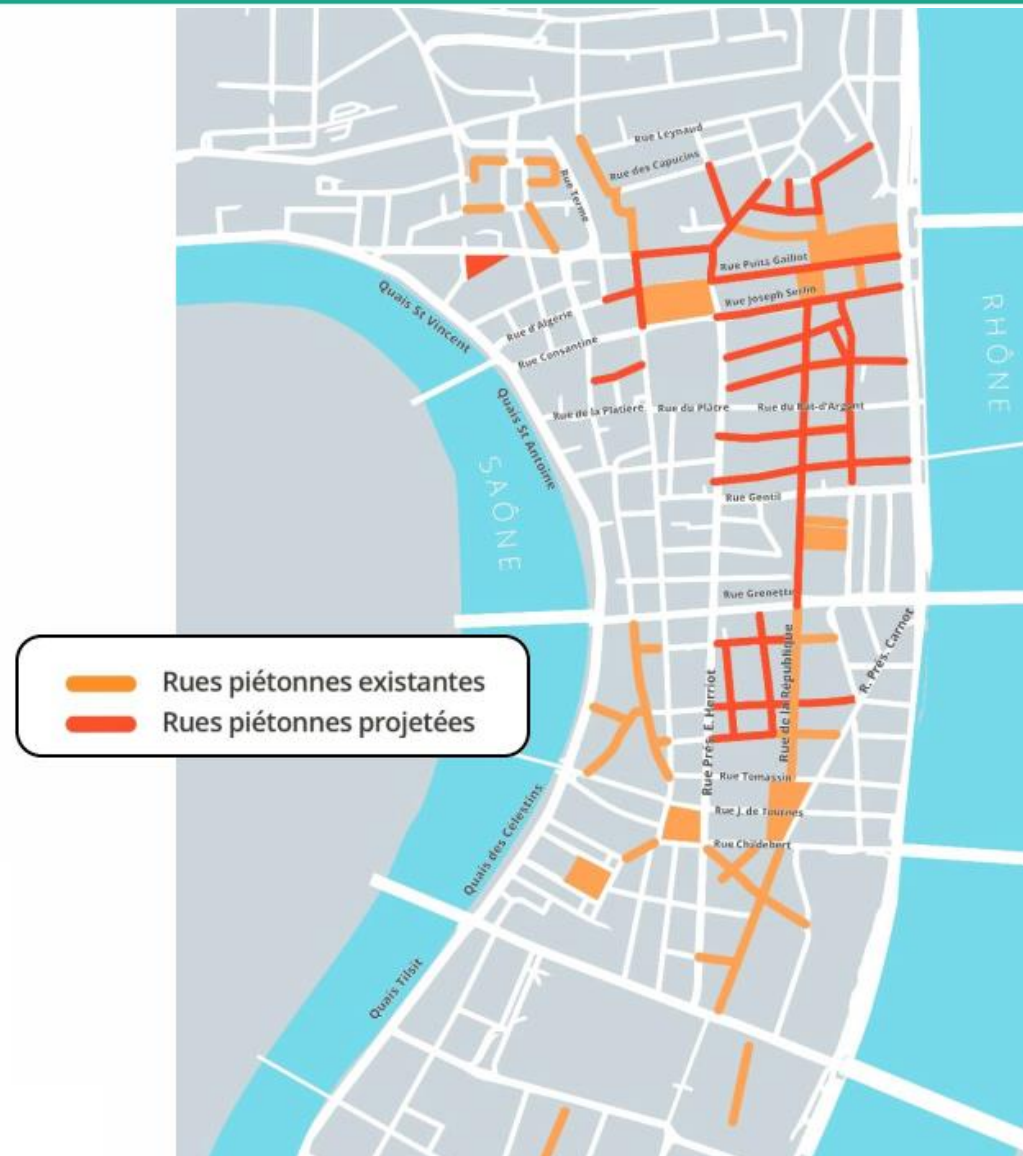 Rue Leynaud
Rue des Capucins
Rue Terme
Rue Puits Gaillot
Rue Joseph Serlin
Quais St Vincent
Rue d'Algérie
Rue Consantine
RHÔNE
Quais St Antoine
Rue de la Platière
Rue du Plâtre
Rue du Bat-d'Argent
SAÔNE
Rue Gentil
Rue Grenette
R. Prés. Carnot
Rues piétonnes existantes
Rues piétonnes projetées
Rue Prés. E. Herriot
Rue de la République
Rue Tomassin
Rue J. de Tournes
Rue Childebert
Quais des Célestins
Quais Tilsit